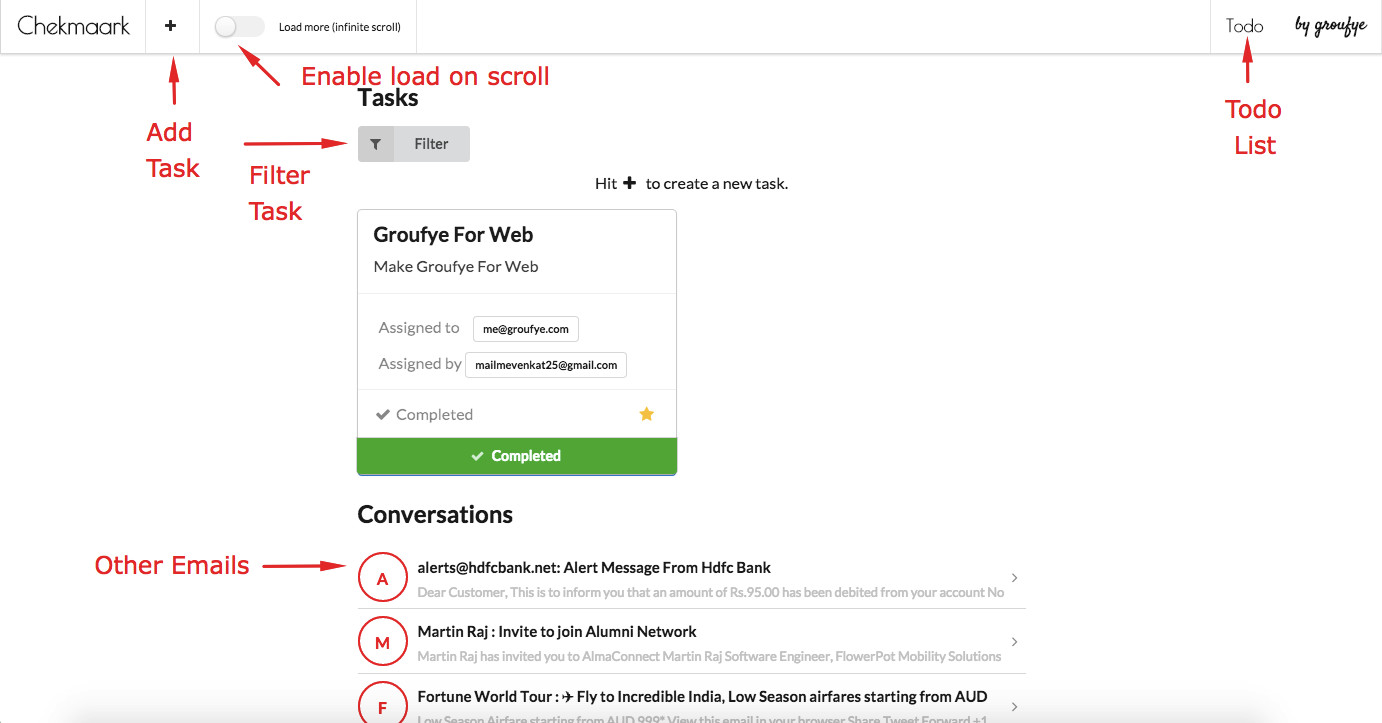 Chekmaark
Load more (infinite scroll)
Todo
by groufye
Enable load on scroll
Tasks
Add
Task
Todo
List
Filter
Filter
Task
Hit + to create a new task.
Groufye For Web
Make Groufye For Web
Assigned to me@groufye.com
Assigned by mailmevenkat25@gmail.com
Completed
Completed
Conversations
Other Emails
A
alerts@hdfcbank.net: Alert Message From Hdfc Bank
Dear Customer, This is to inform you that an amount of Rs.95.00 has been debited from your account No
M
Martin Raj : Invite to join Alumni Network
Martin Raj has invited you to AlmaConnect Martin Raj Software Engineer, FlowerPot Mobility Solutions
F
Fortune World Tour : ✈ Fly to Incredible India, Low Season airfares starting from AUD
Low Season Airfare starting from AUD 999* View this email in your browser Share Tweet Forward +1